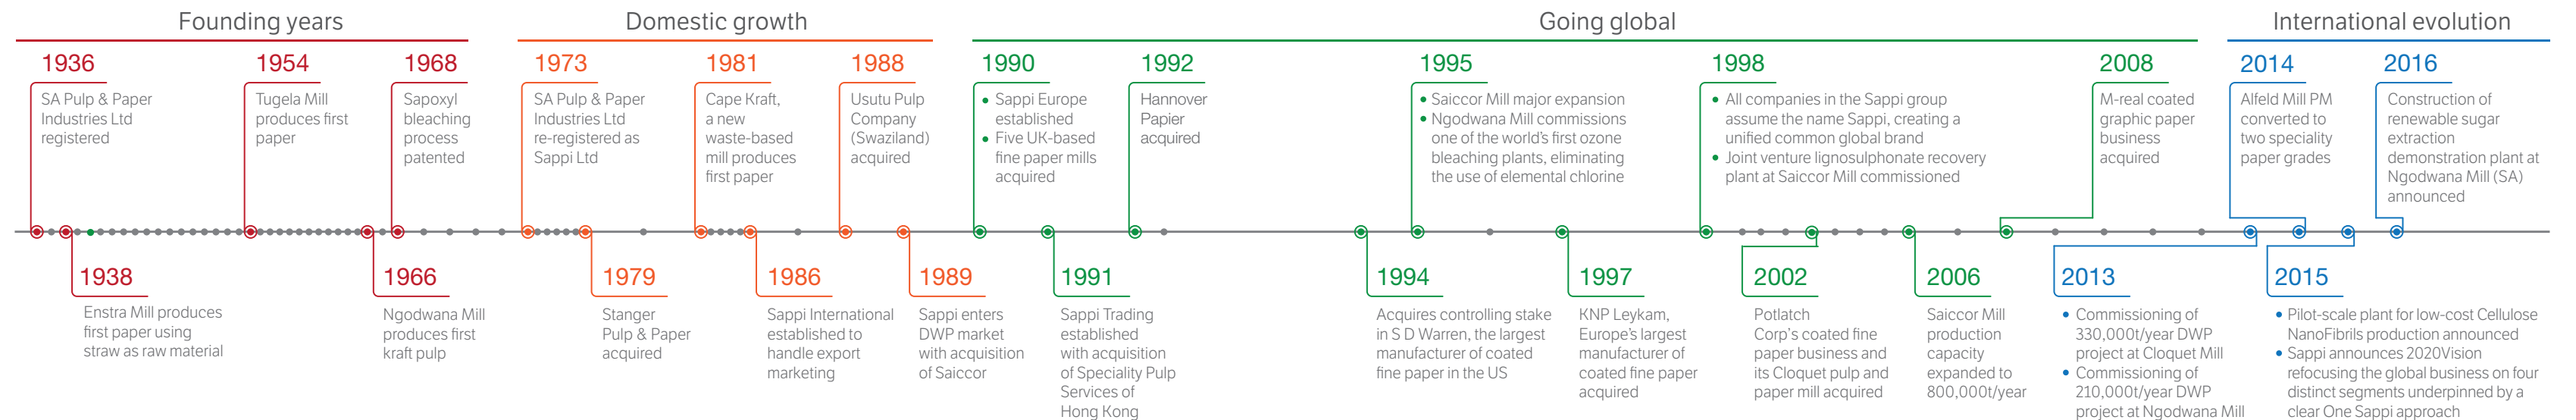 Founding years
Domestic growth
Going global
International evolution
1936
SA Pulp & Paper
Industries Ltd
registered
1954
Tugela Mill
produces first
paper
1968
Sapoxyl
bleaching
process
patented
1973
SA Pulp & Paper
Industries Ltd
re-registered as
Sappi Ltd
1981
Cape Kraft,
a new
waste-based
mill produces
first paper
1988
Usutu Pulp
Company
(Swaziland)
acquired
1990
• Sappi Europe
established
• Five UK-based
fine paper mills
acquired
1992
Hannover
Papier
acquired
1995
• Saiccor Mill major expansion
• Ngodwana Mill commissions
one of the world's first ozone
bleaching plants, eliminating
the use of elemental chlorine
1998
• All companies in the Sappi group
assume the name Sappi, creating a
unified common global brand
• Joint venture lignosulphonate recovery
plant at Saiccor Mill commissioned
2008
M-real coated
graphic paper
business
acquired
2014
Alfeld Mill PM
converted to
two speciality
paper grades
2016
Construction of
renewable sugar
extraction
demonstration plant at
Ngodwana Mill (SA)
announced
1938
Enstra Mill produces
first paper using
straw as raw material
1966
Ngodwana Mill
produces first
kraft pulp
1979
Stanger
Pulp & Paper
acquired
1986
Sappi International
established to
handle export
marketing
1989
Sappi enters
DWP market
with acquisition
of Saiccor
1991
Sappi Trading
established
with acquisition
of Speciality Pulp
Services of
Hong Kong
1994
Acquires controlling stake
in S D Warren, the largest
manufacturer of coated
fine paper in the US
1997
KNP Leykam,
Europe's largest
manufacturer of
coated fine paper
acquired
2002
Potlatch
Corp's coated fine
paper business and
its Cloquet pulp and
paper mill acquired
2006
Saiccor Mill
production
capacity
expanded to
800,000t/year
2013
• Commissioning of
330,000t/year DWP
project at Cloquet Mill
• Commissioning of
210,000t/year DWP
project at Ngodwana Mill
2015
• Pilot-scale plant for low-cost Cellulose
NanoFibrils production announced
• Sappi announces 2020Vision
refocusing the global business on four
distinct segments underpinned by a
clear One Sappi approach